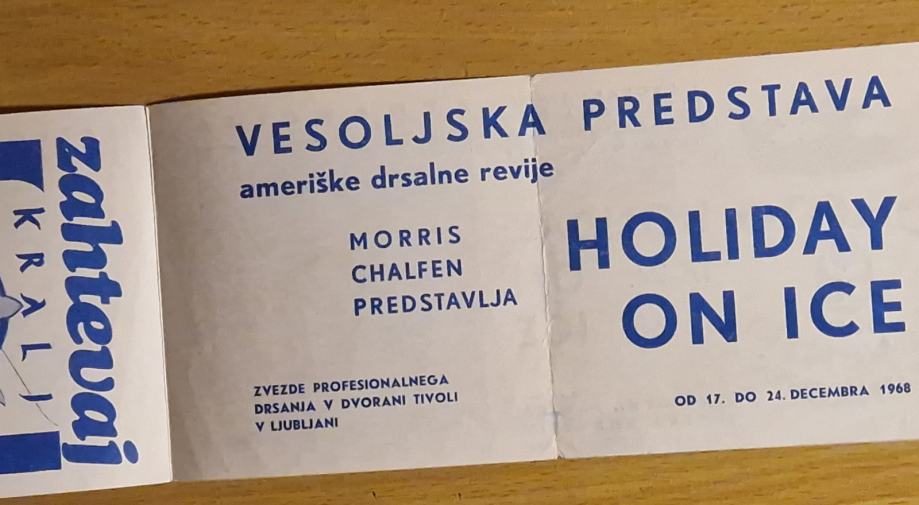 zahtevaj
KRALJ
VESOLJSKA PREDSTAVA
ameriške drsalne revije
MORRIS
CHALFEN
PREDSTAVLJA
HOLIDAY
ON ICE
ZVEZDE PROFESIONALNEGA
DRSANJA V DVORANI TIVOLI
V LJUBLJANI
OD 17. DO 24. DECEMBRA 1968